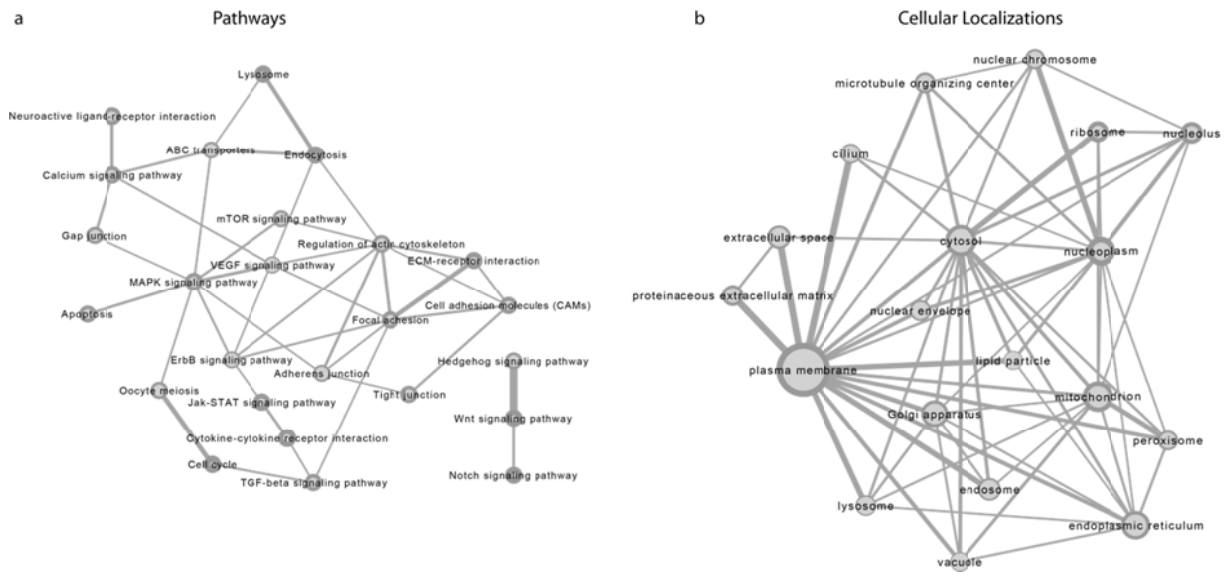 a
Pathways
Lysosome
Neuroactive ligand-receptor interaction
ABC transporters
Endocytosis
Calcium signaling pathway
mTOR signaling pathway
Gap junction
Regulation of actin cytoskeleton
VEGF signaling pathway
ECM-receptor interaction
MAPK signaling pathway
Cell adhesion molecules (CAMs)
Apoptosis
Focal adhesion
ErbB signaling pathway
Hedgehog signaling pathway
Adherens junction
Oocyte meiosis
Tight junction
Jak-STAT signaling pathway
Wnt signaling pathway
Cytokine-cytokine receptor interaction
Cell cycle
Notch signaling pathway
TGF-beta signaling pathway
b
Cellular Localizations
nuclear chromosome
microtubule organizing center
ribosome
nucleolus
cilium
extracellular space
cytosol
nucleoplasm
proteinaceous extracellular matrix
nuclear envelope
lipid particle
plasma membrane
mitochondrion
Golgi apparatus
peroxisome
endosome
lysosome
endoplasmic reticulum
vacuole